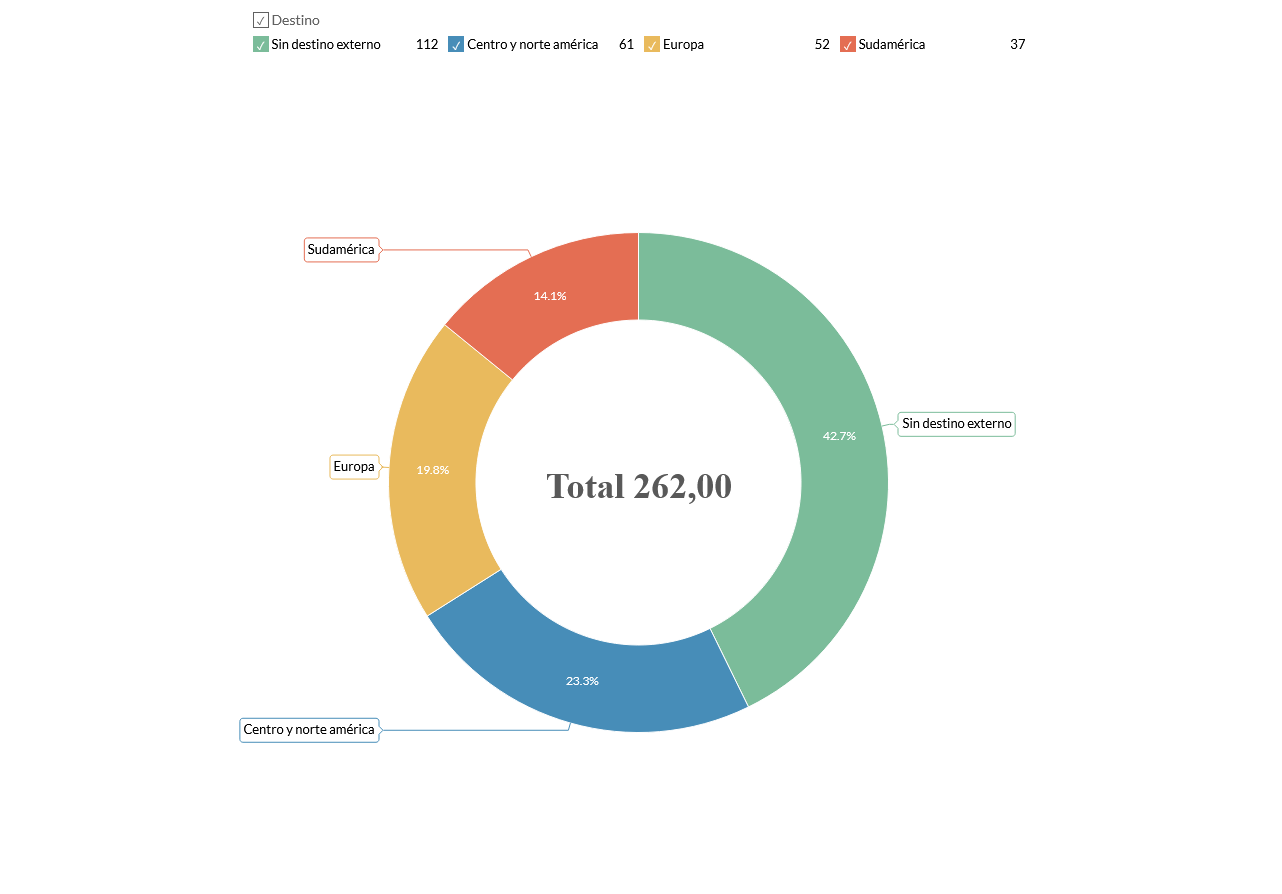 Destino
Sin destino externo 112 Centro y norte américa 61 Europa 52 Sudamérica 37
Sudamérica
14.1%
Sin destino externo
42.7%
Europa
19.8%
Total 262,00
23.3%
Centro y norte américa